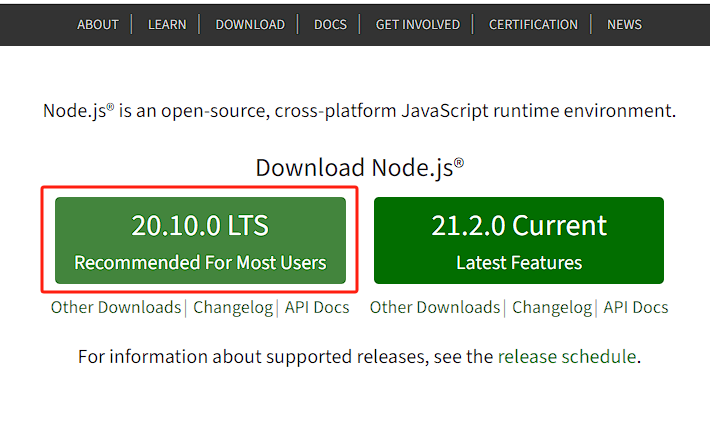 ABOUT | LEARN | DOWNLOAD | DOCS | GET INVOLVED | CERTIFICATION | NEWS
Node.js® is an open-source, cross-platform JavaScript runtime environment.
Download Node.js®
20.10.0 LTS
Recommended For Most Users
21.2.0 Current
Latest Features
Other Downloads | Changelog | API Docs
Other Downloads | Changelog | API Docs
For information about supported releases, see the release schedule.